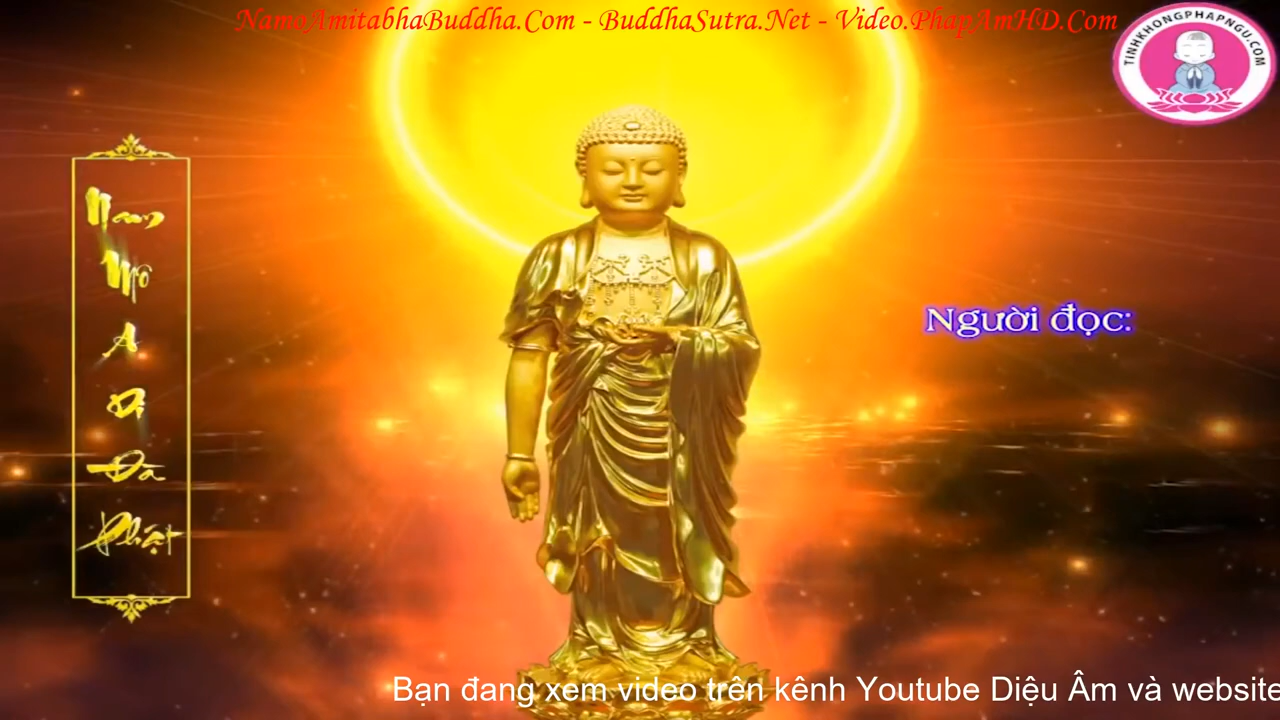 NamoAmitabhaBuddha.Com - BuddhaSutra.Net - Video.PhapAmHD.Com
TINHKHONGPHAPNGU.COM
Nam
Mô
A
Di
Đà
Phật
Người đọc:
Bạn đang xem video trên kênh Youtube Diệu Âm và website